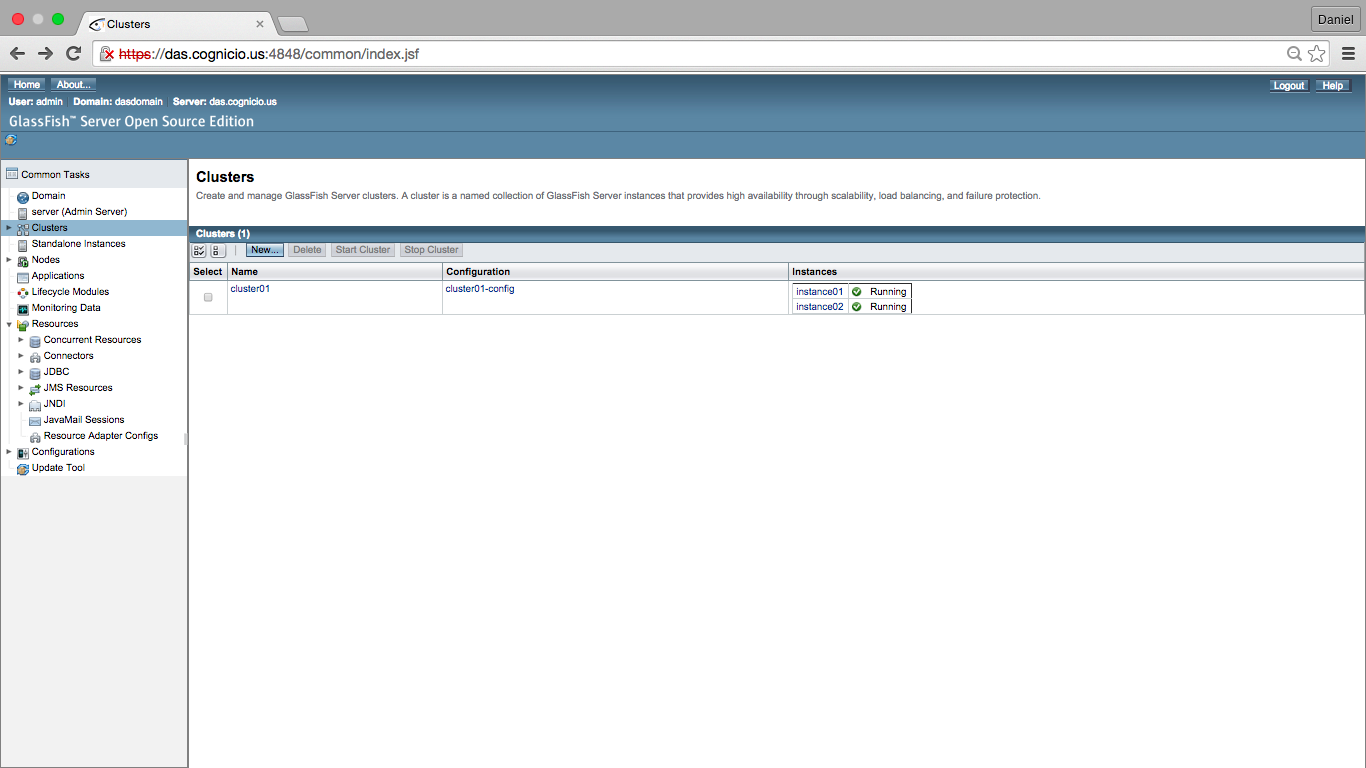 Clusters
Daniel
https://das.cognicio.us:4848/common/index.jsf
Home About... Logout Help
User: admin Domain: dasdomain Server: das.cognicio.us
GlassFish™ Server Open Source Edition
Common Tasks
Domain
server (Admin Server)
Clusters
Standalone Instances
Nodes
Applications
Lifecycle Modules
Monitoring Data
Resources
Concurrent Resources
Connectors
JDBC
JMS Resources
JNDI
JavaMail Sessions
Resource Adapter Configs
Configurations
Update Tool
Clusters
Create and manage GlassFish Server clusters. A cluster is a named collection of GlassFish Server instances that provides high availability through scalability, load balancing, and failure protection.
Clusters (1)
New... Delete Start Cluster Stop Cluster
Select Name Configuration Instances
cluster01 cluster01-config instance01 Running
instance02 Running